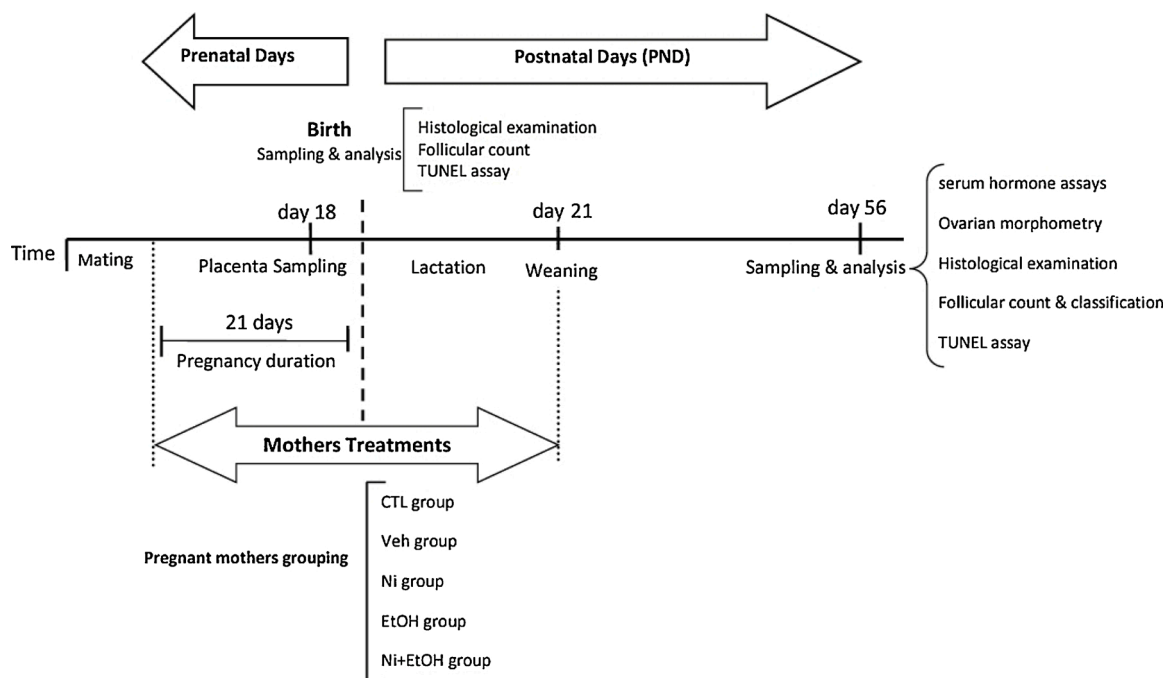 Prenatal Days
Postnatal Days (PND)
Birth
Sampling & analysis
Histological examination
Follicular count
TUNEL assay
day 18
day 21
day 56
Time
Mating
Placenta Sampling
Lactation
Weaning
Sampling & analysis
serum hormone assays
Ovarian morphometry
Histological examination
Follicular count & classification
TUNEL assay
21 days
Pregnancy duration
Mothers Treatments
Pregnant mothers grouping
CTL group
Veh group
Ni group
EtOH group
Ni+EtOH group